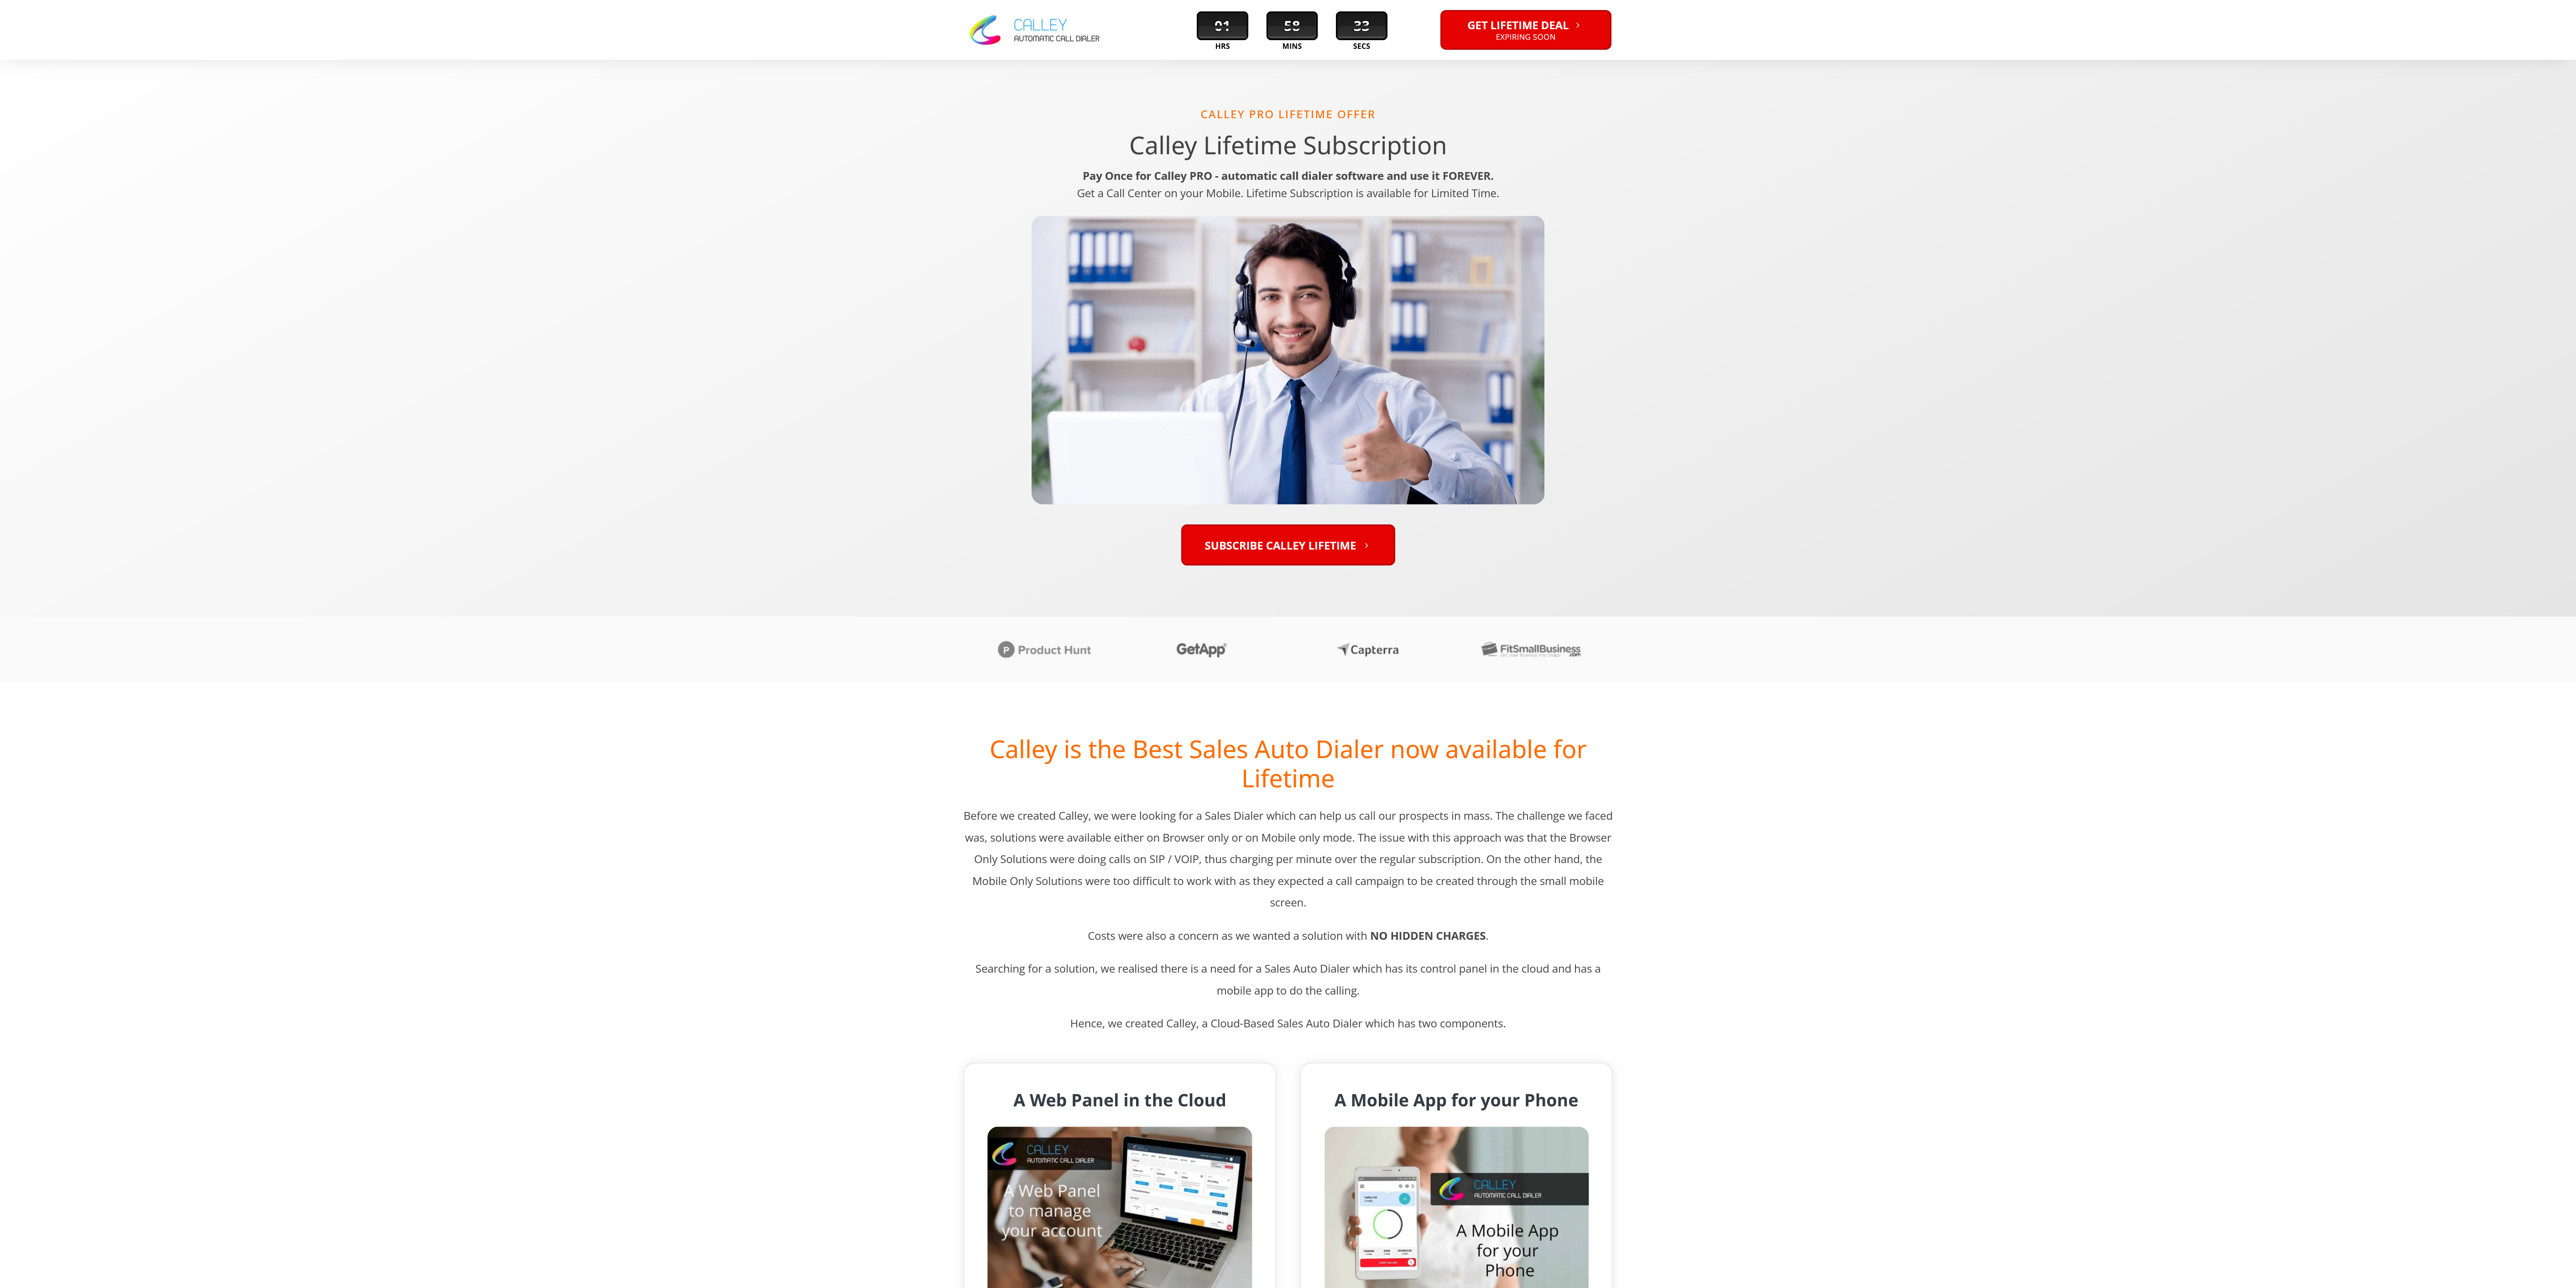 CALLEY
AUTOMATIC CALL DIALER
01
58
33
HRS
MINS
SECS
GET LIFETIME DEAL
EXPIRING SOON
CALLEY PRO LIFETIME OFFER
Calley Lifetime Subscription
Pay Once for Calley PRO - automatic call dialer software and use it FOREVER.
Get a Call Center on your Mobile. Lifetime Subscription is available for Limited Time.
SUBSCRIBE CALLEY LIFETIME
P Product Hunt
GetApp
Capterra
FitSmallBusiness
.com
Calley is the Best Sales Auto Dialer now available for
Lifetime
Before we created Calley, we were looking for a Sales Dialer which can help us call our prospects in mass. The challenge we faced
was, solutions were available either on Browser only or on Mobile only mode. The issue with this approach was that the Browser
Only Solutions were doing calls on SIP / VOIP, thus charging per minute over the regular subscription. On the other hand, the
Mobile Only Solutions were too difficult to work with as they expected a call campaign to be created through the small mobile
screen.
Costs were also a concern as we wanted a solution with NO HIDDEN CHARGES.
Searching for a solution, we realised there is a need for a Sales Auto Dialer which has its control panel in the cloud and has a
mobile app to do the calling.
Hence, we created Calley, a Cloud-Based Sales Auto Dialer which has two components.
A Web Panel in the Cloud
CALLEY
AUTOMATIC CALL DIALER
A Web Panel
to manage
your account
A Mobile App for your Phone
CALLEY
AUTOMATIC CALL DIALER
A Mobile App
for your
Phone